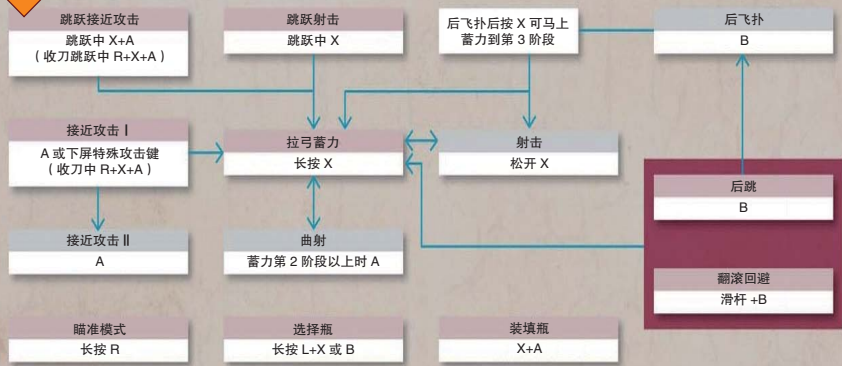 跳跃接近攻击
跳跃中 X+A
（收刀跳跃中 R+X+A）
跳跃射击
跳跃中 X
后飞扑后按 X 可马上
蓄力到第 3 阶段
后飞扑
B
接近攻击 Ⅰ
A 或下屏特殊攻击键
（收刀中 R+X+A）
拉弓蓄力
长按 X
射击
松开 X
后跳
B
接近攻击 Ⅱ
A
曲射
蓄力第 2 阶段以上时 A
翻滚回避
滑杆 +B
瞄准模式
长按 R
选择瓶
长按 L+X 或 B
装填瓶
X+A